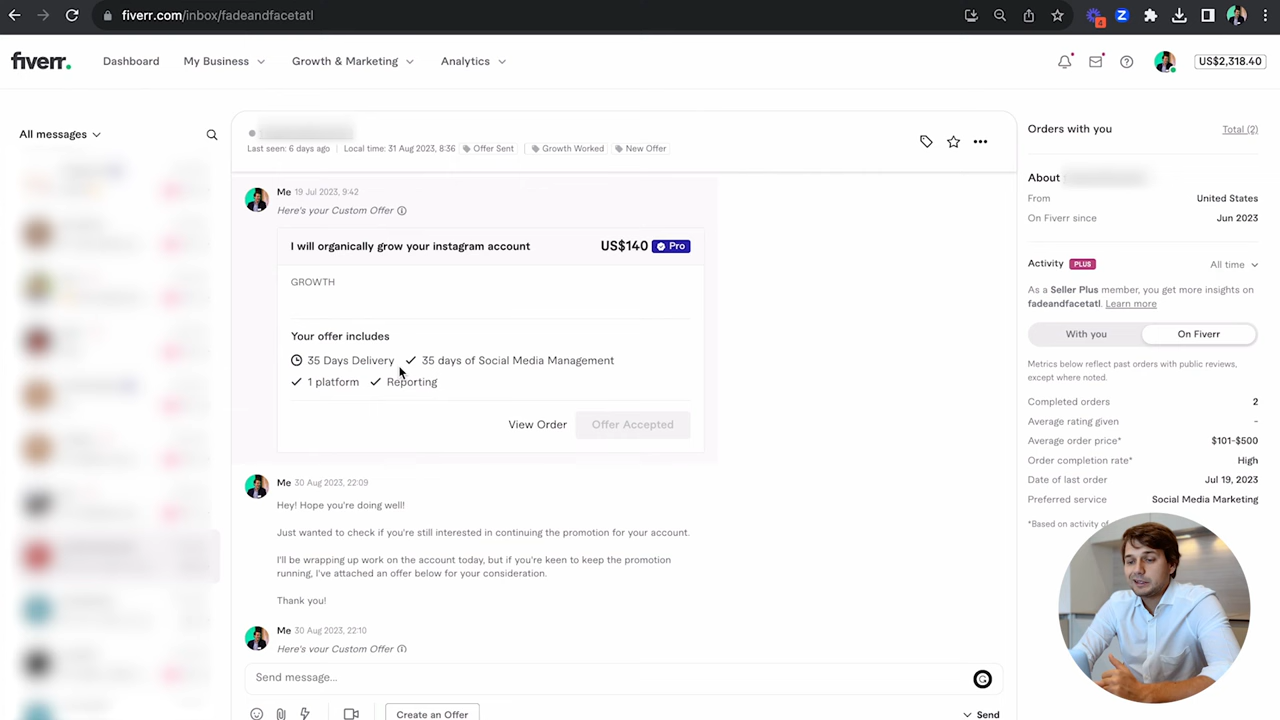 fiverr.com/inbox/fadeandfacetatl
4
Z
fiverr.
Dashboard
My Business
Growth & Marketing
Analytics
US$2,318.40
All messages
Last seen: 6 days ago
Local time: 31 Aug 2023, 8:36
Offer Sent
Growth Worked
New Offer
Me 19 Jul 2023, 9:42
Here's your Custom Offer
I will organically grow your instagram account
US$140
Pro
GROWTH
Your offer includes
35 Days Delivery
35 days of Social Media Management
1 platform
Reporting
View Order
Offer Accepted
Me 30 Aug 2023, 22:09
Hey! Hope you're doing well!
Just wanted to check if you're still interested in continuing the promotion for your account.
I'll be wrapping up work on the account today, but if you're keen to keep the promotion
running, I've attached an offer below for your consideration.
Thank you!
Me 30 Aug 2023, 22:10
Here's your Custom Offer
Send message...
Create an Offer
Send
Orders with you
Total (2)
About
From
United States
On Fiverr since
Jun 2023
Activity PLUS
All time
As a Seller Plus member, you get more insights on
fadeandfacetatl. Learn more
With you
On Fiverr
Metrics below reflect past orders with public reviews,
except where noted.
Completed orders
2
Average rating given
-
Average order price*
$101-$500
Order completion rate*
High
Date of last order
Jul 19, 2023
Preferred service
Social Media Marketing
*Based on activity of